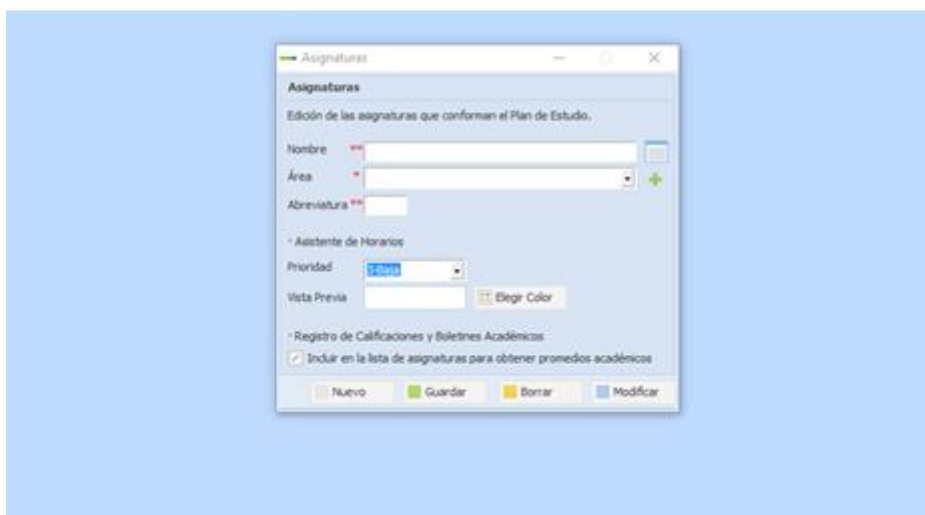 Asignaturas
Asignaturas
Edición de las asignaturas que conforman el Plan de Estudio.
Nombre **
Área *
Abreviatura **
Asistente de Horarios
Prioridad 3-Baja
Vista Previa Elegir Color
Registro de Calificaciones y Boletines Académicos
Incluir en la lista de asignaturas para obtener promedios académicos
Nuevo Guardar Borrar Modificar